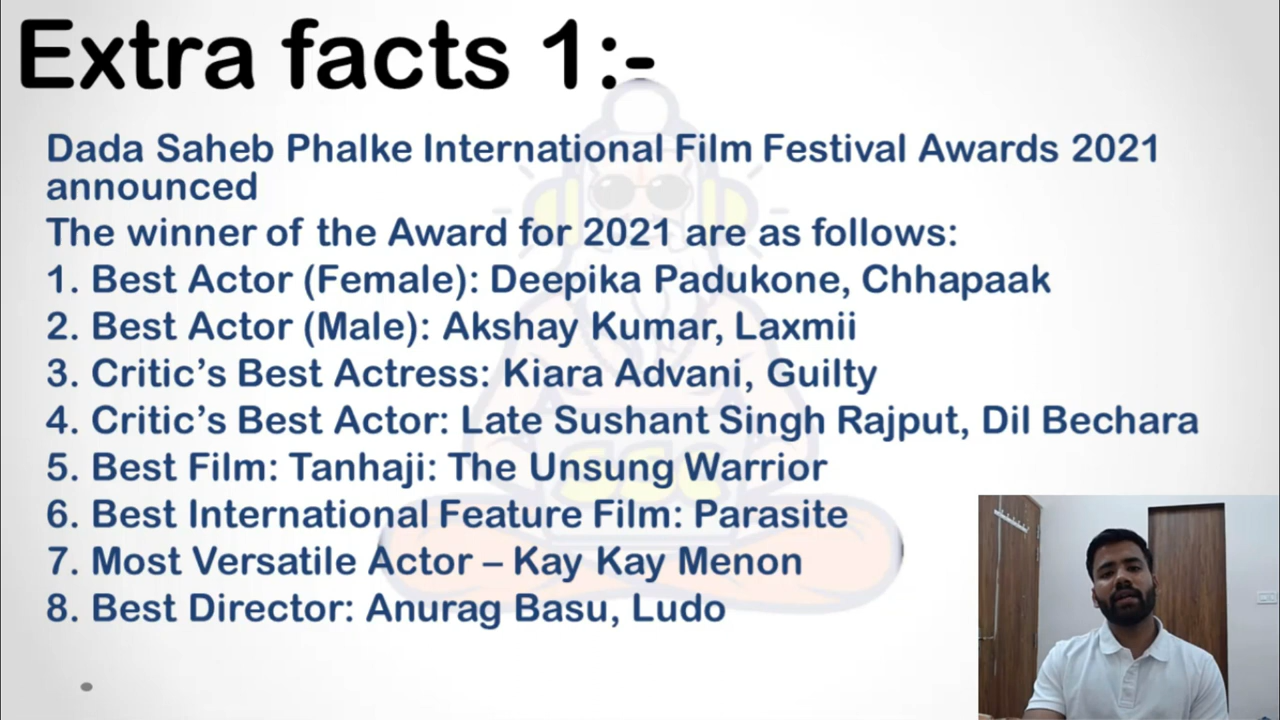 Extra facts 1:-
Dada Saheb Phalke International Film Festival Awards 2021
announced
The winner of the Award for 2021 are as follows:
1. Best Actor (Female): Deepika Padukone, Chhapaak
2. Best Actor (Male): Akshay Kumar, Laxmii
3. Critic’s Best Actress: Kiara Advani, Guilty
4. Critic’s Best Actor: Late Sushant Singh Rajput, Dil Bechara
5. Best Film: Tanhaji: The Unsung Warrior
6. Best International Feature Film: Parasite
7. Most Versatile Actor – Kay Kay Menon
8. Best Director: Anurag Basu, Ludo